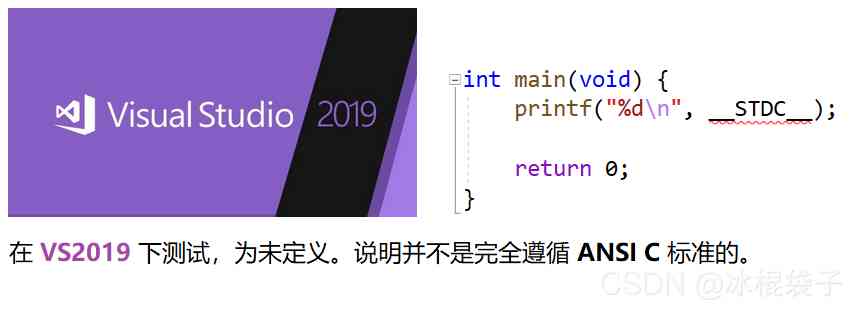 Visual Studio 2019
int main(void) {
printf("%d\n", __STDC__);
return 0;
}
在 VS2019 下测试，为未定义。说明并不是完全遵循 ANSI C 标准的。
CSDN @冰棍袋子